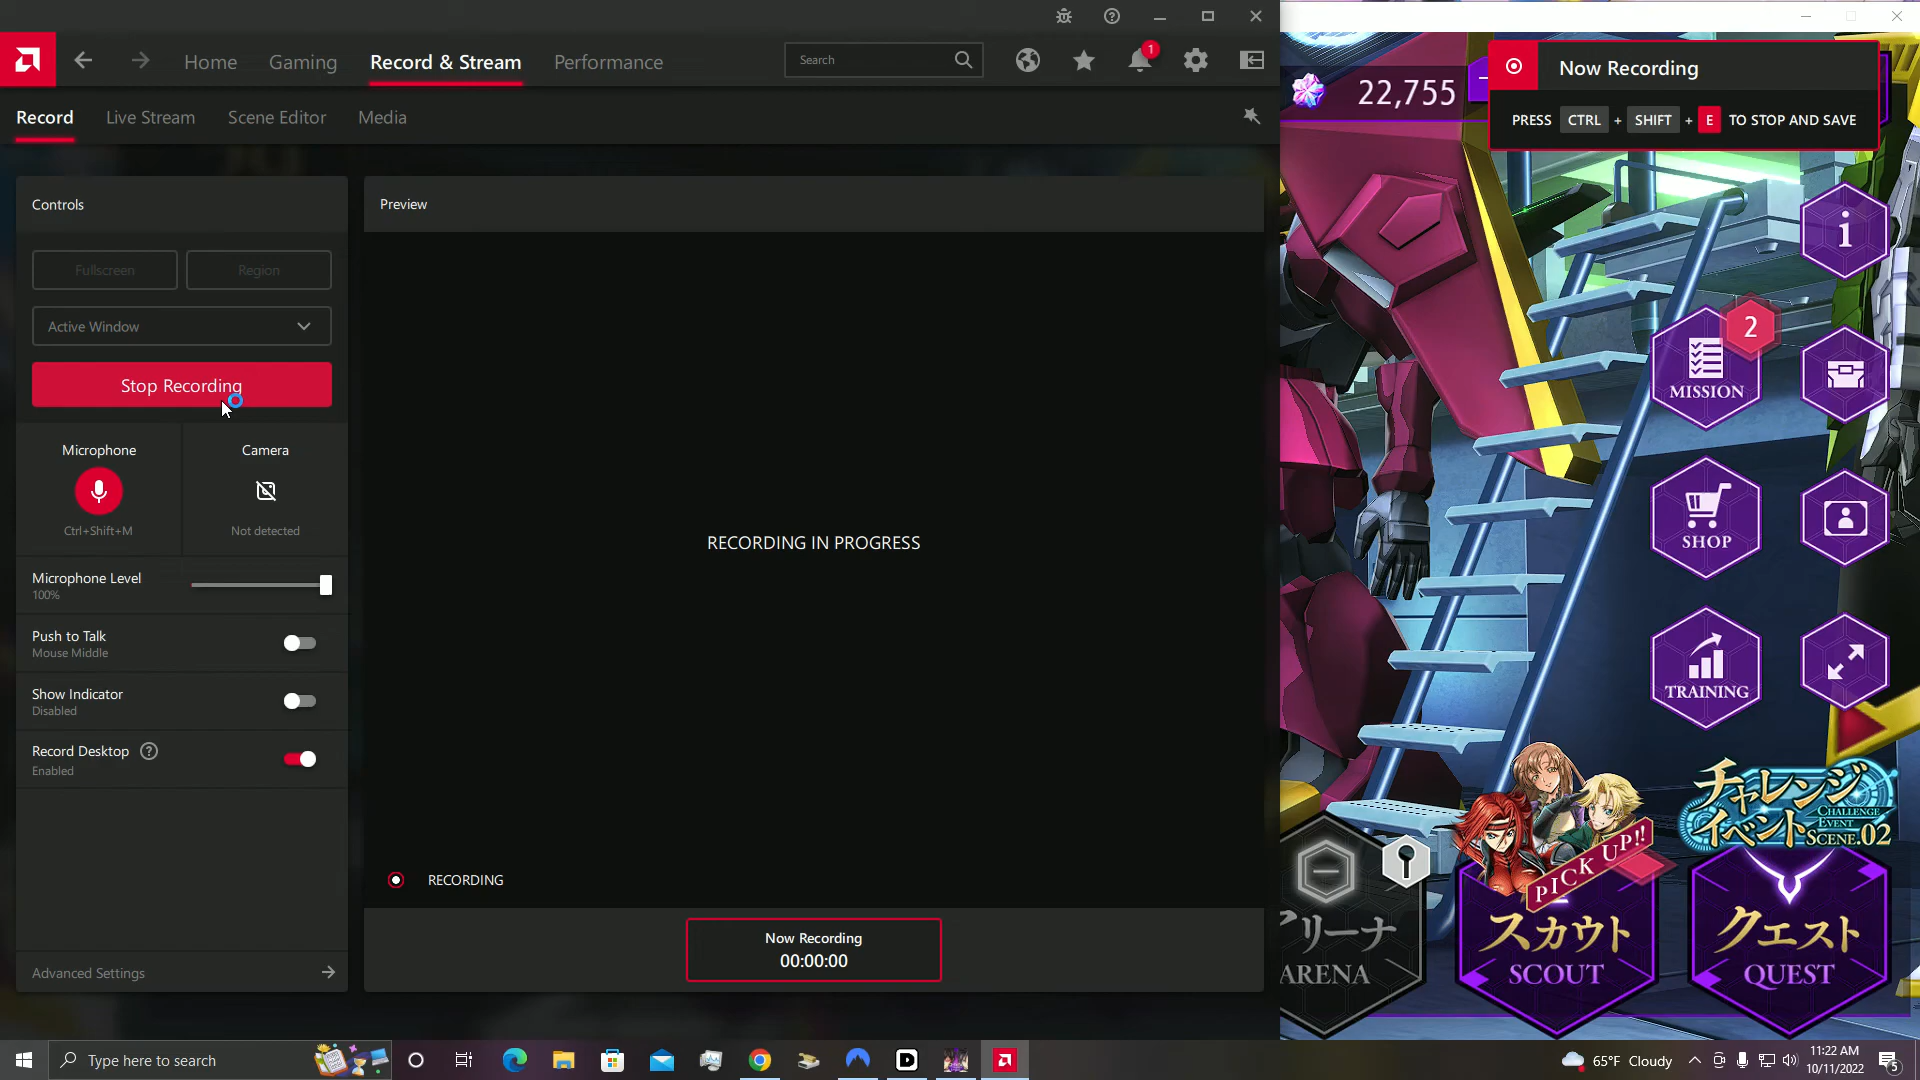 Home
Gaming
Record & Stream
Performance
Search
1
Record
Live Stream
Scene Editor
Media
Controls
Fullscreen
Region
Active Window
Stop Recording
Microphone
Camera
Ctrl+Shift+M
Not detected
Microphone Level
100%
Push to Talk
Mouse Middle
Show Indicator
Disabled
Record Desktop
Enabled
Advanced Settings
Preview
RECORDING IN PROGRESS
RECORDING
Now Recording
00:00:00
22,755
Now Recording
PRESS CTRL + SHIFT + E TO STOP AND SAVE
2
MISSION
SHOP
TRAINING
チャレンジ
イベント
CHALLENGE
EVENT
SCENE.02
PICK UP!!
アリーナ
ARENA
スカウト
SCOUT
クエスト
QUEST
Type here to search
65°F Cloudy
11:22 AM
10/11/2022
5